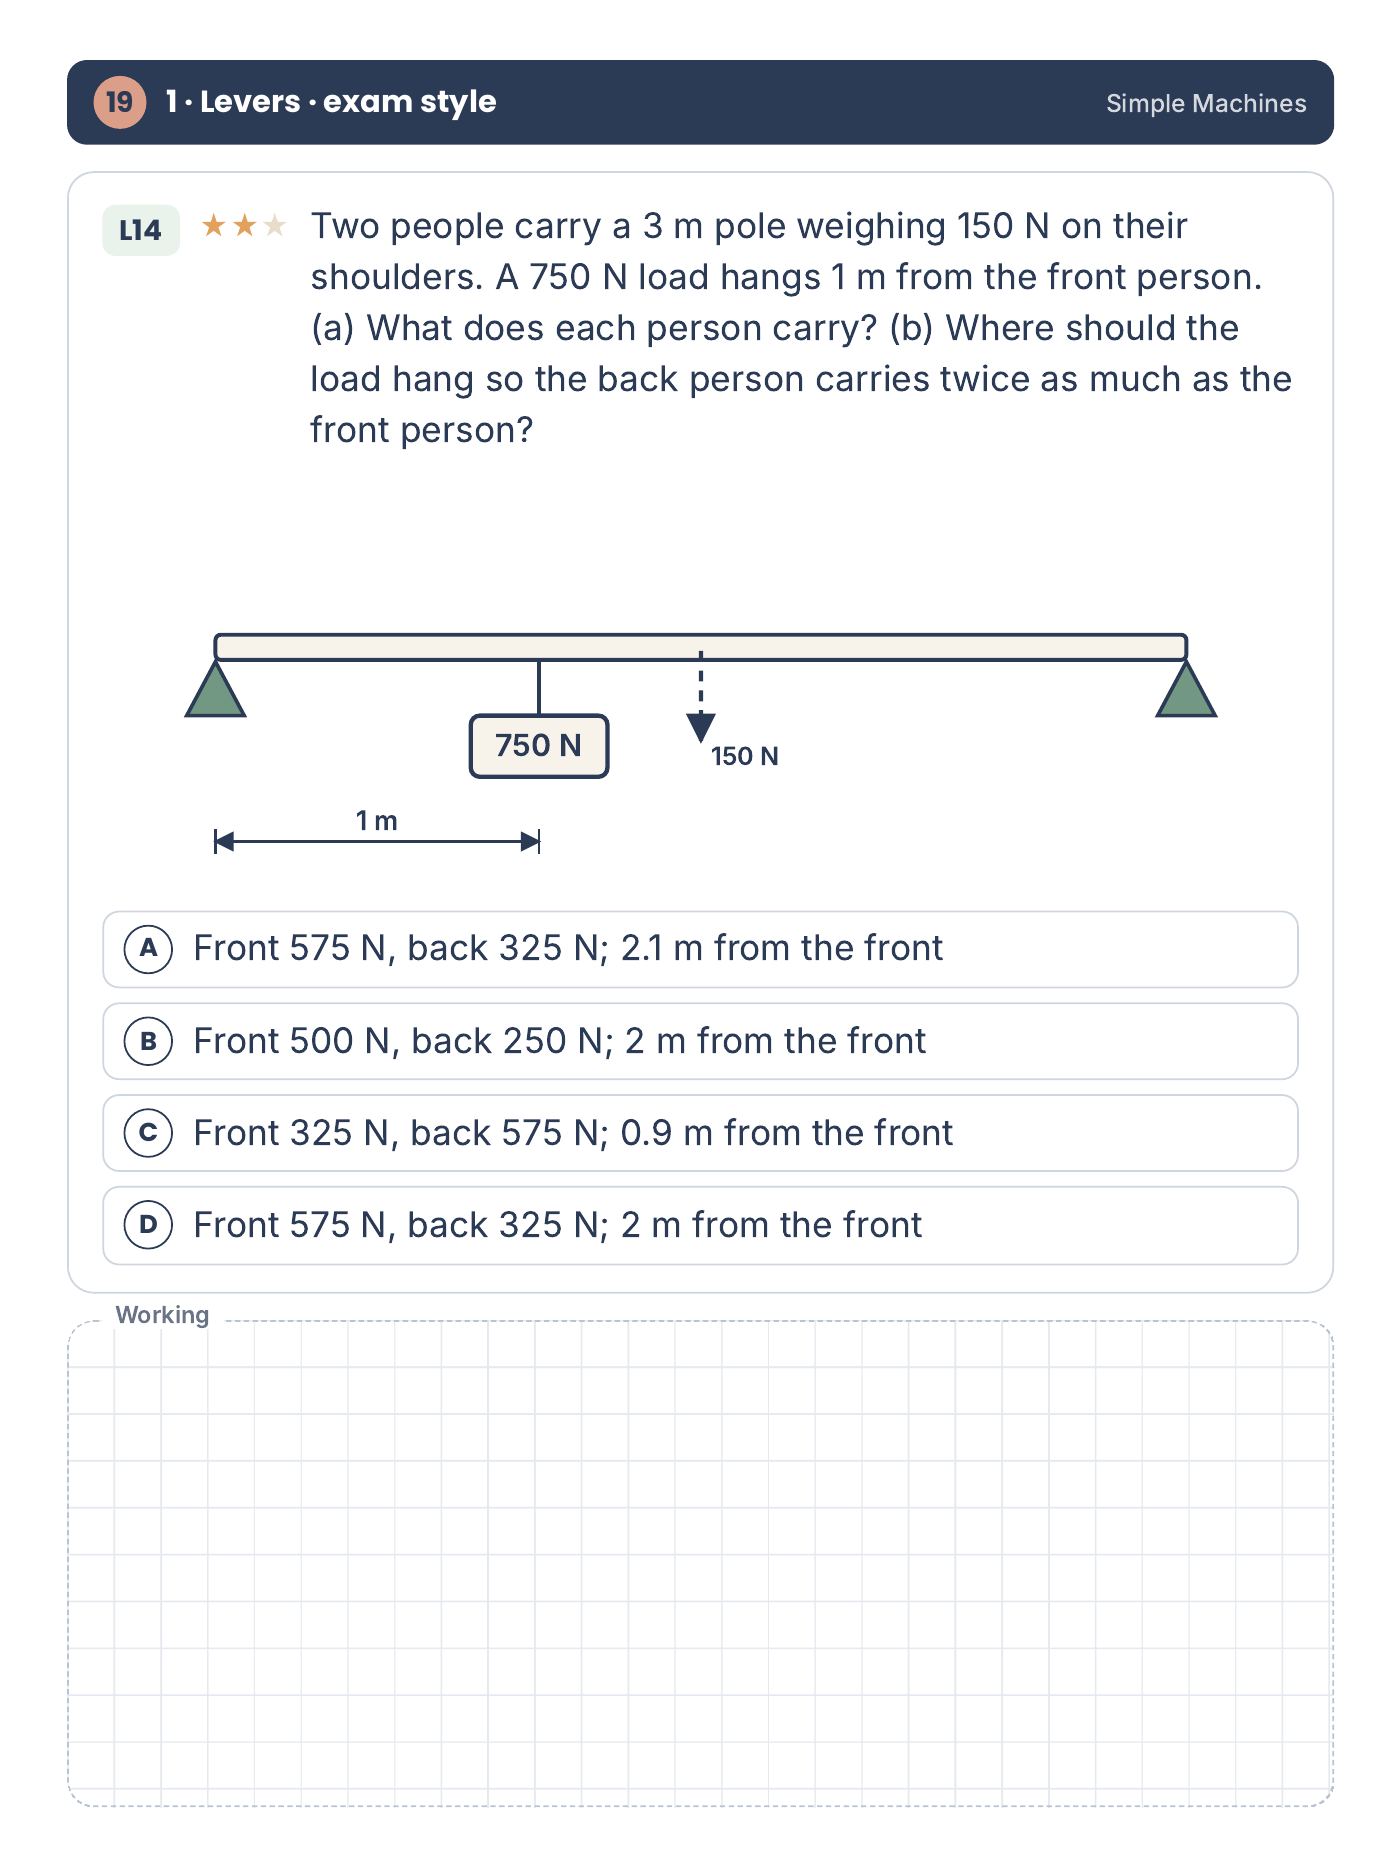 19 1 · Levers · exam style Simple Machines
L14 ★★★ Two people carry a 3 m pole weighing 150 N on their
shoulders. A 750 N load hangs 1 m from the front person.
(a) What does each person carry? (b) Where should the
load hang so the back person carries twice as much as the
front person?
750 N
150 N
1 m
A Front 575 N, back 325 N; 2.1 m from the front
B Front 500 N, back 250 N; 2 m from the front
C Front 325 N, back 575 N; 0.9 m from the front
D Front 575 N, back 325 N; 2 m from the front
Working